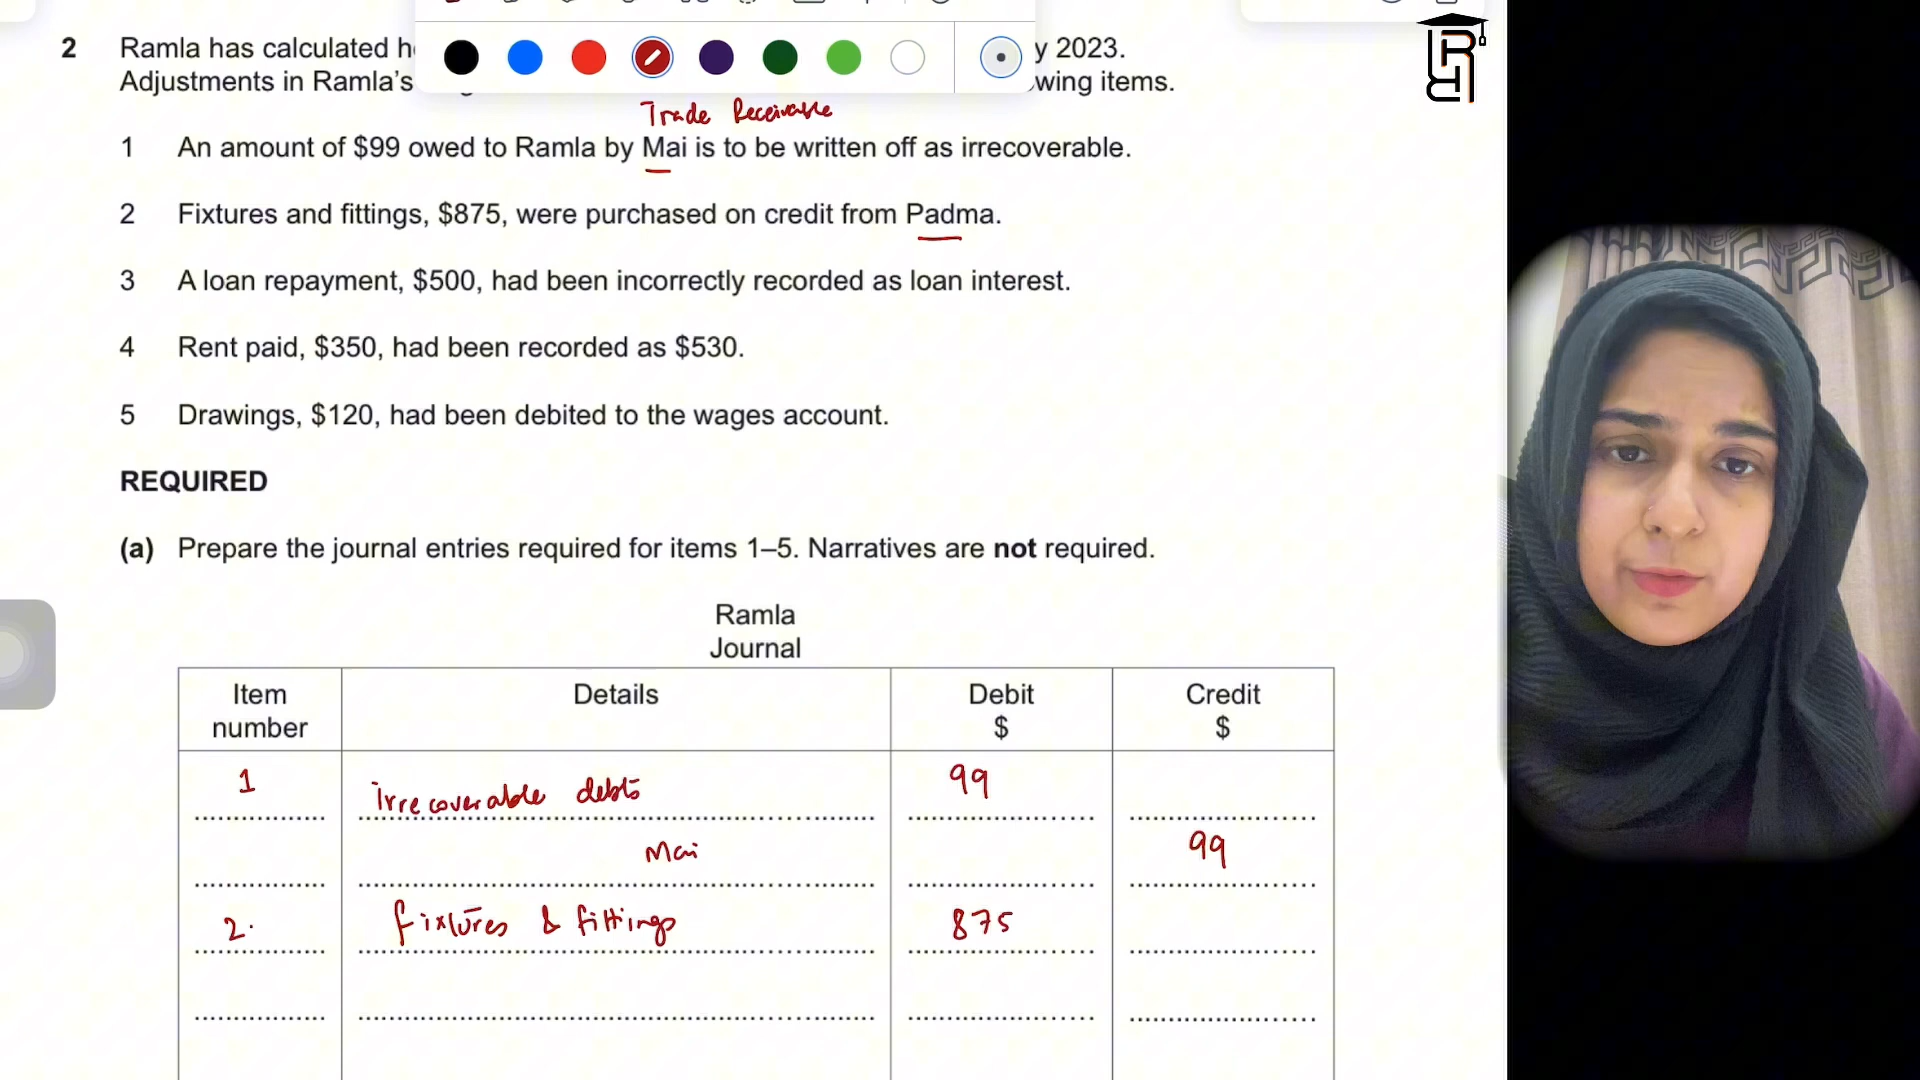 2 Ramla has calculated h y 2023.
Adjustments in Ramla's wing items.
Trade Receivable
1 An amount of $99 owed to Ramla by Mai is to be written off as irrecoverable.
2 Fixtures and fittings, $875, were purchased on credit from Padma.
3 A loan repayment, $500, had been incorrectly recorded as loan interest.
4 Rent paid, $350, had been recorded as $530.
5 Drawings, $120, had been debited to the wages account.
REQUIRED
(a) Prepare the journal entries required for items 1–5. Narratives are not required.
Ramla
Journal
Item number Details Debit $ Credit $
1 irrecoverable debts 99
Mai 99
2. fixtures & fittings 875